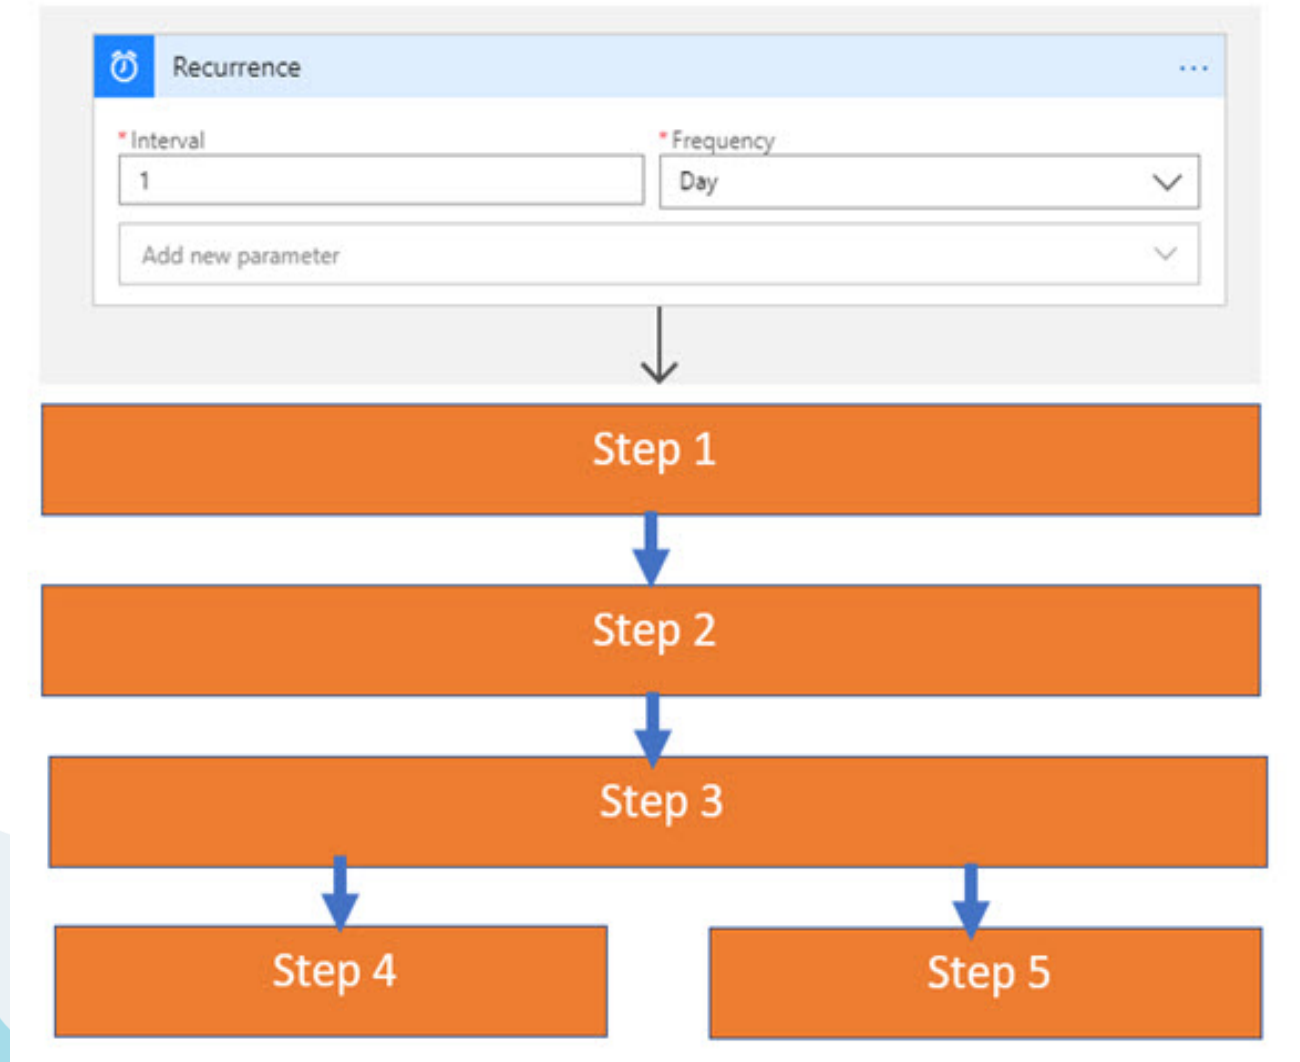 Recurrence
* Interval
* Frequency
1
Day
Add new parameter
Step 1
Step 2
Step 3
Step 4
Step 5